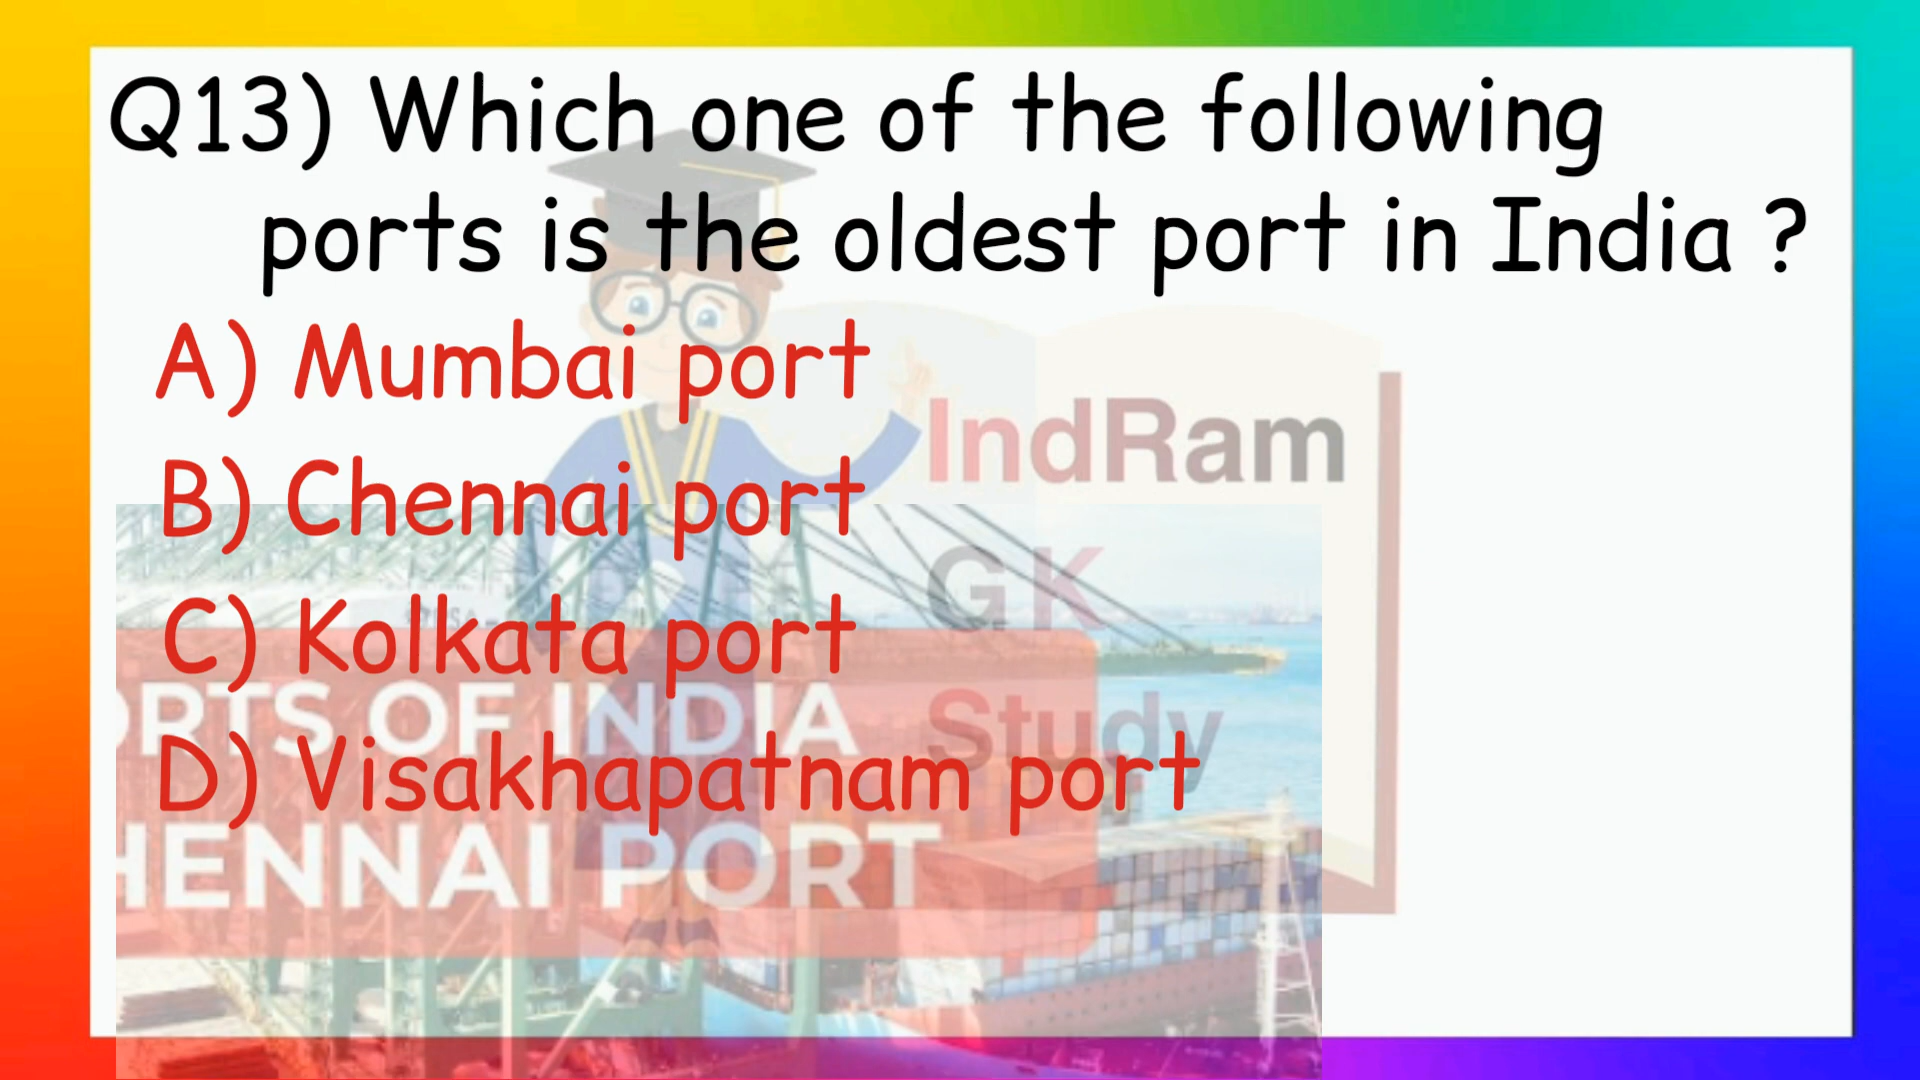 Q13) Which one of the following
ports is the oldest port in India ?
A) Mumbai port
IndRam
B) Chennai port
GK
C) Kolkata port
ORTS OF INDIA
Study
D) Visakhapatnam port
HENNAI PORT